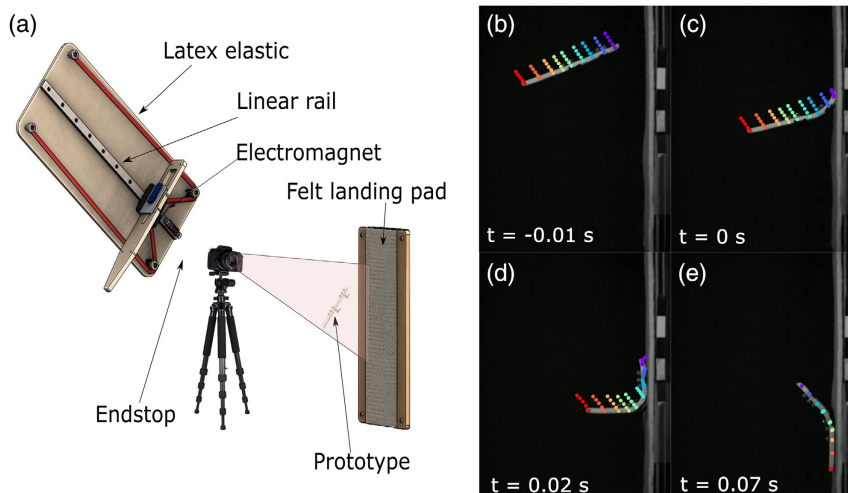 (a)
Latex elastic
Linear rail
Electromagnet
Felt landing pad
Endstop
Prototype
(b)
t = -0.01 s
(c)
t = 0 s
(d)
t = 0.02 s
(e)
t = 0.07 s